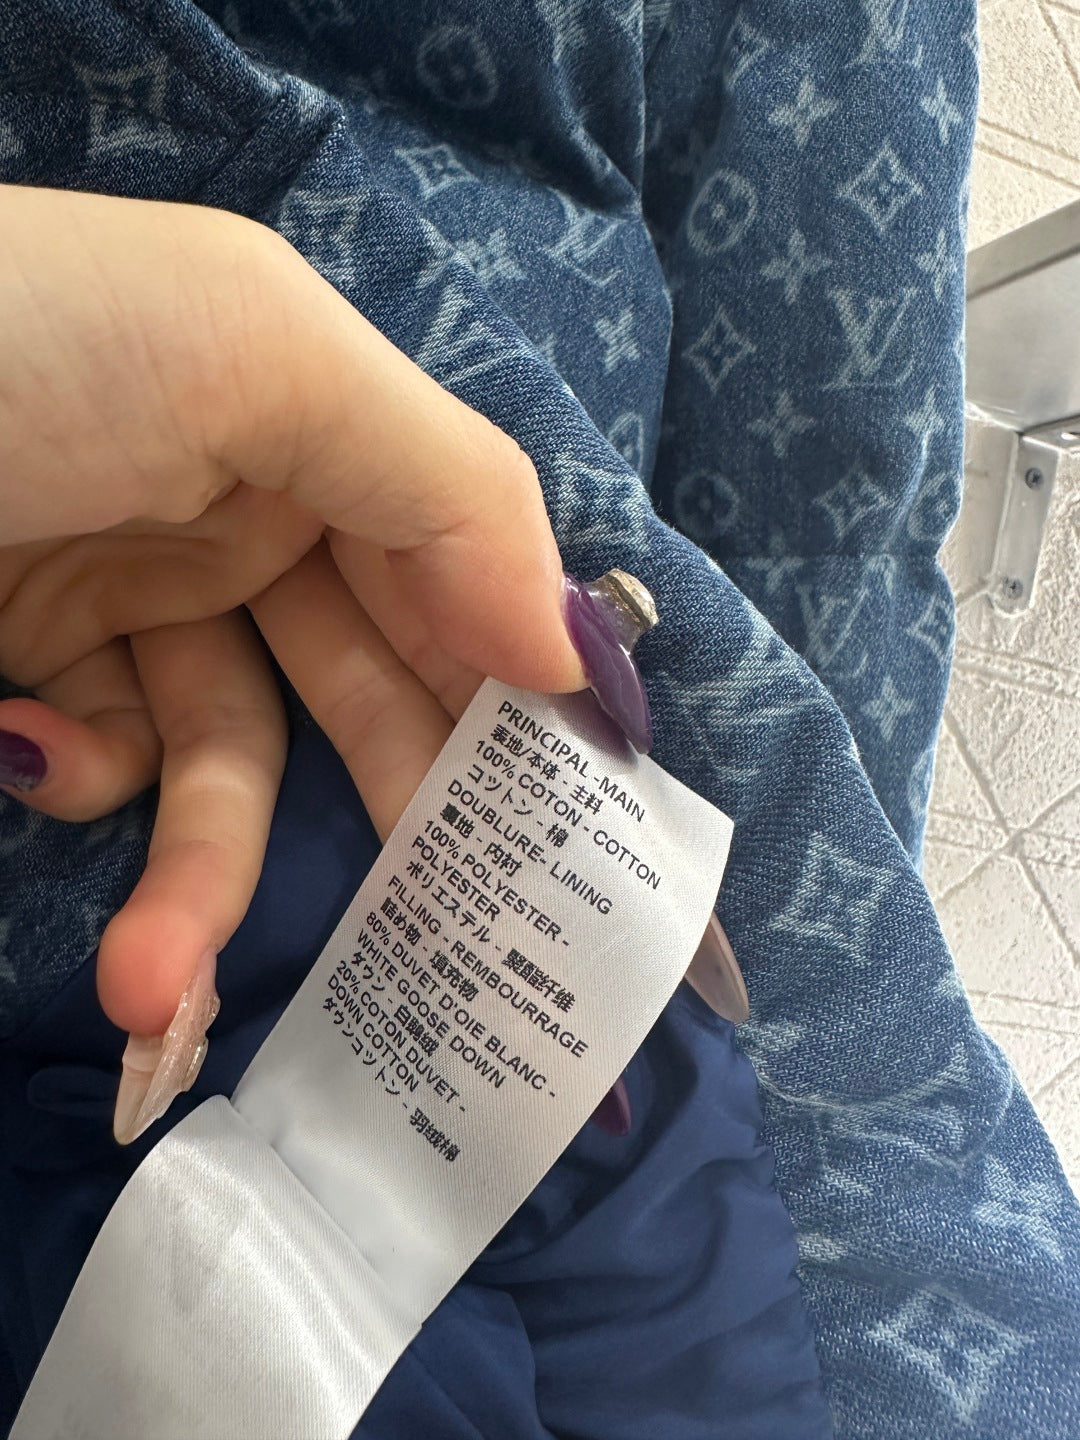 PRINCIPAL-MAIN
表地/本体 - 主料
100% COTON - COTTON
コットン - 棉
DOUBLURE- LINING
裏地 - 内衬
100% POLYESTER -
POLYESTER
ポリエステル - 聚酯纤维
FILLING - REMBOURRAGE
詰め物 - 填充物
80% DUVET D'OIE BLANC -
WHITE GOOSE DOWN
ダウン - 白鹅绒
20% COTON DUVET -
DOWN COTTON
ダウンコットン - 羽绒棉